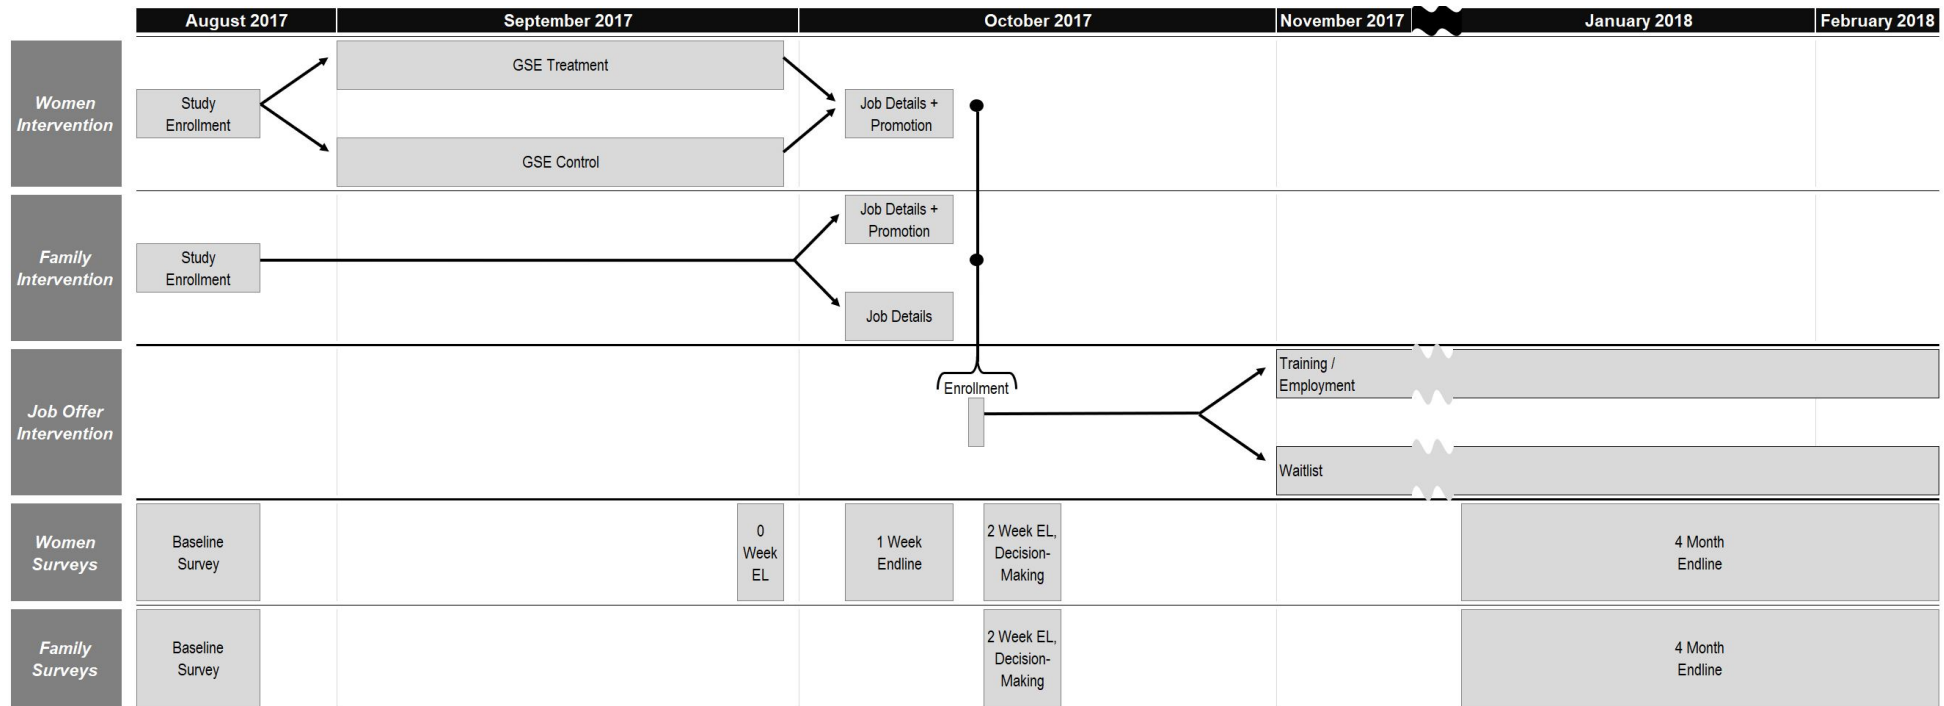 August 2017
September 2017
October 2017
November 2017
January 2018
February 2018
Women
Intervention
Study
Enrollment
GSE Treatment
GSE Control
Job Details +
Promotion
Family
Intervention
Study
Enrollment
Job Details +
Promotion
Job Details
Job Offer
Intervention
Enrollment
Training /
Employment
Waitlist
Women
Surveys
Baseline
Survey
0
Week
EL
1 Week
Endline
2 Week EL,
Decision-
Making
4 Month
Endline
Family
Surveys
Baseline
Survey
2 Week EL,
Decision-
Making
4 Month
Endline